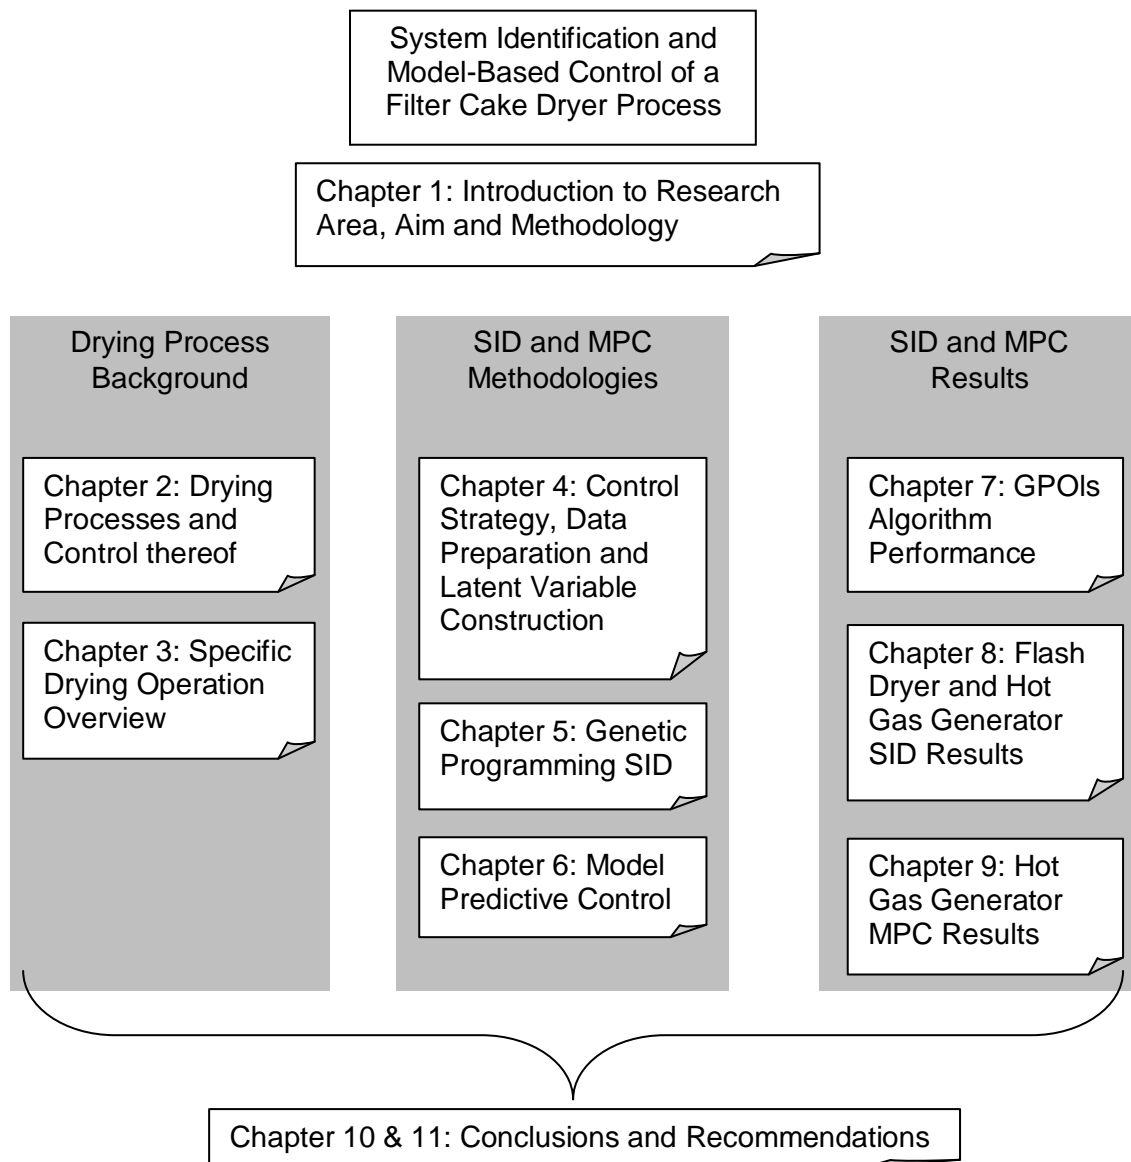 System Identification and
Model-Based Control of a
Filter Cake Dryer Process
Chapter 1: Introduction to Research
Area, Aim and Methodology
Drying Process
Background
Chapter 2: Drying
Processes and
Control thereof
Chapter 3: Specific
Drying Operation
Overview
SID and MPC
Methodologies
Chapter 4: Control
Strategy, Data
Preparation and
Latent Variable
Construction
Chapter 5: Genetic
Programming SID
Chapter 6: Model
Predictive Control
SID and MPC
Results
Chapter 7: GPOls
Algorithm
Performance
Chapter 8: Flash
Dryer and Hot
Gas Generator
SID Results
Chapter 9: Hot
Gas Generator
MPC Results
Chapter 10 & 11: Conclusions and Recommendations